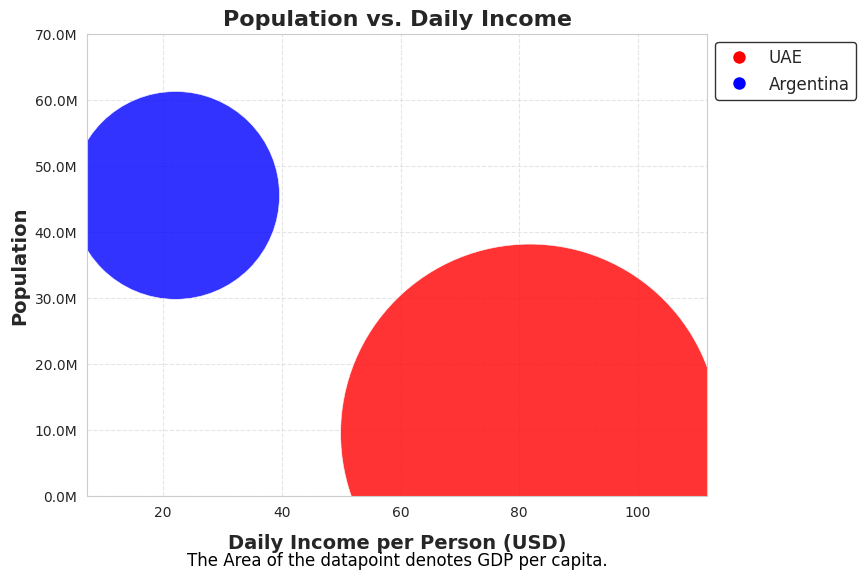 Population vs. Daily Income
70.0M
60.0M
50.0M
40.0M
30.0M
20.0M
10.0M
0.0M
Population
20 40 60 80 100
Daily Income per Person (USD)
The Area of the datapoint denotes GDP per capita.
UAE
Argentina